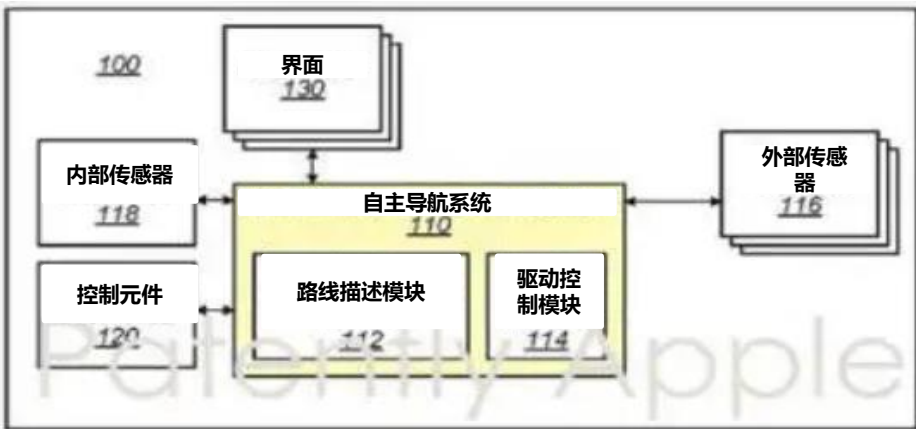 100
界面
130
内部传感器
118
自主导航系统
110
外部传感
器
116
控制元件
120
路线描述模块
112
驱动控
制模块
114
Patently Apple